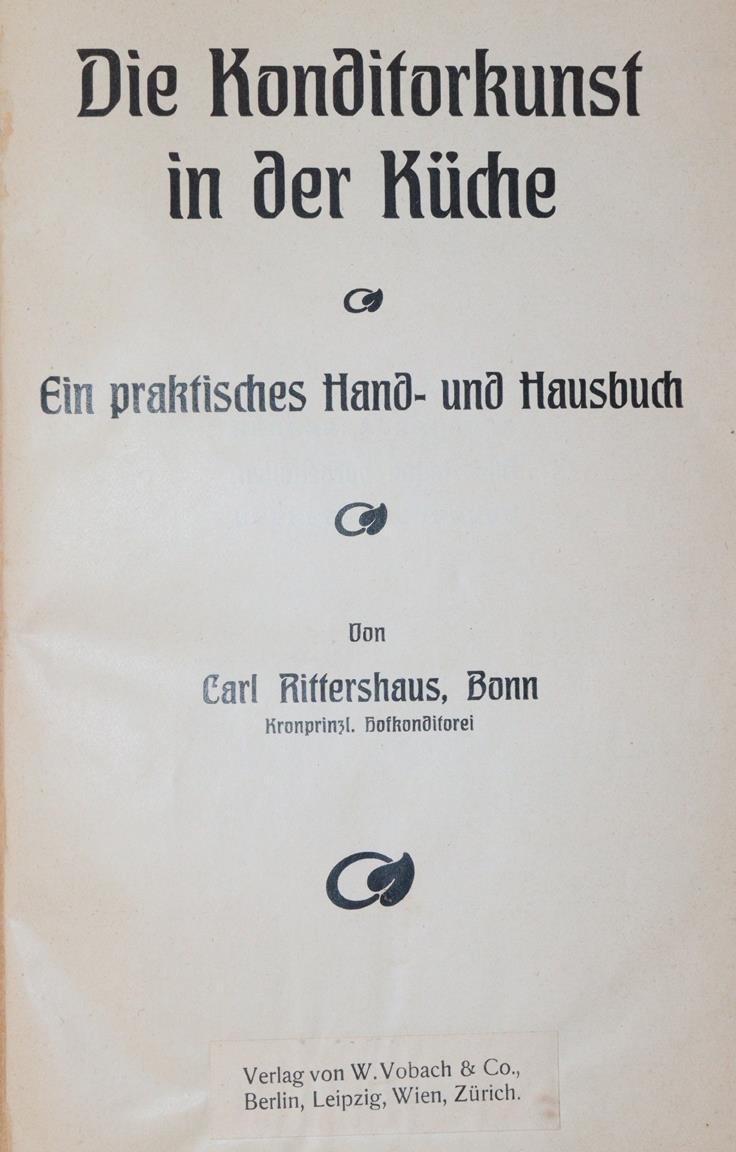 Die Konditorkunst
in der Küche
Ein praktisches Hand- und Hausbuch
Von
Carl Rittershaus, Bonn
Kronprinzl. Hofkonditorei
Verlag von W. Vobach & Co.,
Berlin, Leipzig, Wien, Zürich.